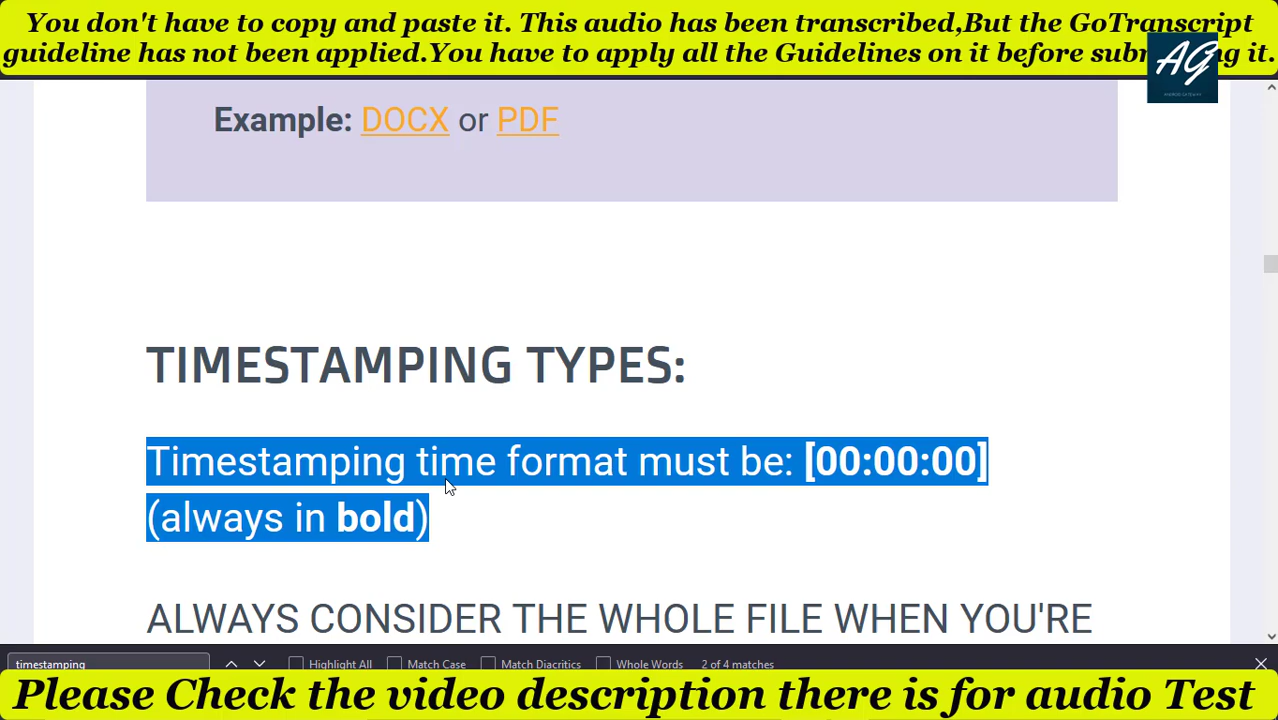 You don't have to copy and paste it. This audio has been transcribed,But the GoTranscript
guideline has not been applied.You have to apply all the Guidelines on it before sub g it.
AG
Example: DOCX or PDF
TIMESTAMPING TYPES:
Timestamping time format must be: [00:00:00]
(always in bold)
ALWAYS CONSIDER THE WHOLE FILE WHEN YOU'RE
timestamping Highlight All Match Case Match Diacritics Whole Words 2 of 4 matches
Please Check the video description there is for audio Test